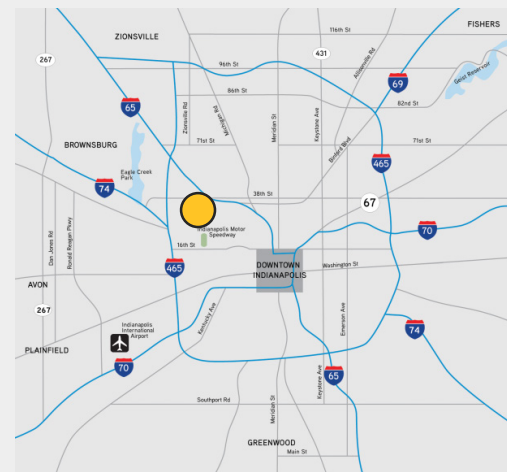 ZIONSVILLE
FISHERS
116th St
267
431
Allisonville Rd
96th St
Geist Reservoir
69
86th St
65
82nd St
Zionsville Rd
Michigan Rd
Meridian St
Keystone Ave
Binford Blvd
71st St
71st St
BROWNSBURG
465
Eagle Creek
Park
74
38th St
67
70
Indianapolis Motor
Speedway
Dan Jones Rd
Ronald Reagan Pkwy
16th St
465
DOWNTOWN
INDIANAPOLIS
Washington St
AVON
267
Kentucky Ave
Emerson Ave
Indianapolis
International
Airport
74
PLAINFIELD
70
Keystone Ave
65
Southport Rd
Meridian St
GREENWOOD
Main St